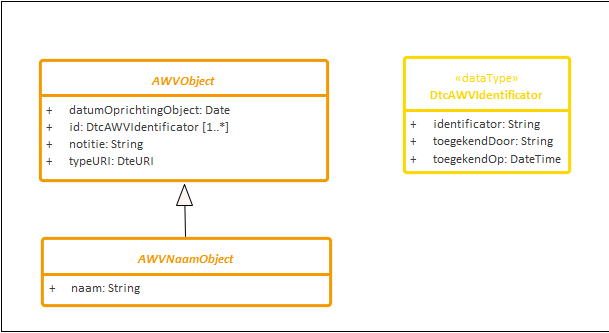 AWVObject
+ datumOprichtingObject: Date
+ id: DtcAWVIdentificator [1..*]
+ notitie: String
+ typeURI: DteURI
«dataType»
DtcAWVIdentificator
+ identificator: String
+ toegekendDoor: String
+ toegekendOp: DateTime
AWVNaamObject
+ naam: String